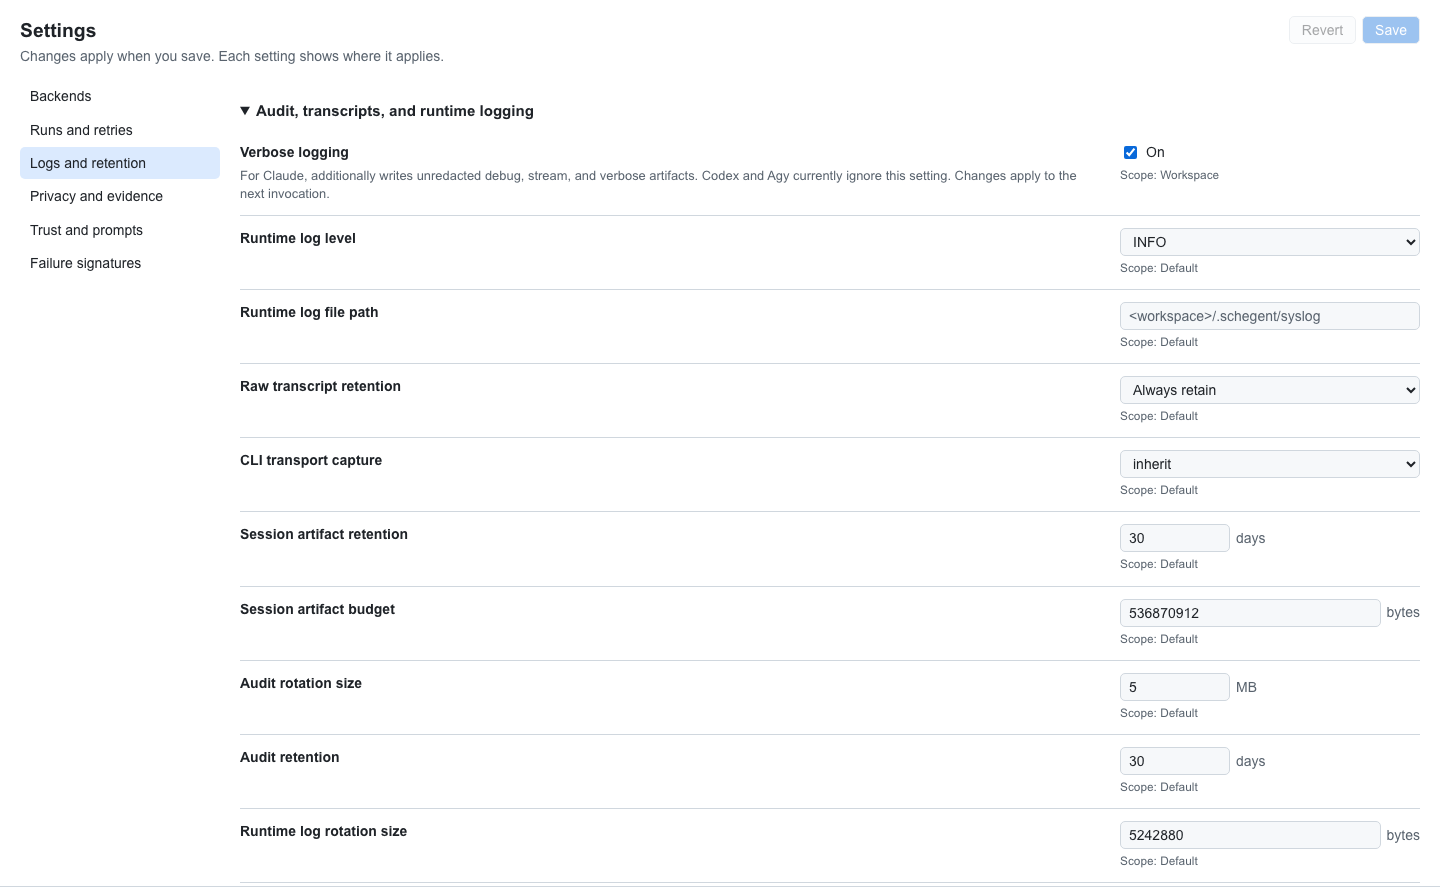 Settings
Revert
Save
Changes apply when you save. Each setting shows where it applies.
Backends
Runs and retries
Logs and retention
Privacy and evidence
Trust and prompts
Failure signatures
Audit, transcripts, and runtime logging
Verbose logging
For Claude, additionally writes unredacted debug, stream, and verbose artifacts. Codex and Agy currently ignore this setting. Changes apply to the
next invocation.
On
Scope: Workspace
Runtime log level
INFO
Scope: Default
Runtime log file path
<workspace>/.schegent/syslog
Scope: Default
Raw transcript retention
Always retain
Scope: Default
CLI transport capture
inherit
Scope: Default
Session artifact retention
30 days
Scope: Default
Session artifact budget
536870912 bytes
Scope: Default
Audit rotation size
5 MB
Scope: Default
Audit retention
30 days
Scope: Default
Runtime log rotation size
5242880 bytes
Scope: Default